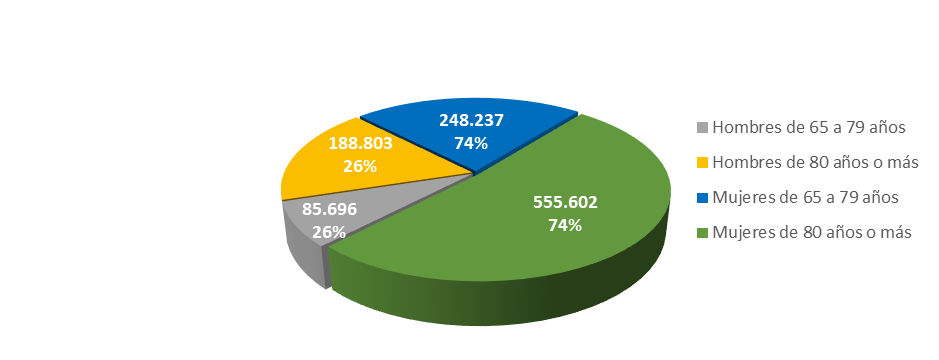 248.237
74%
188.803
26%
85.696
26%
555.602
74%
Hombres de 65 a 79 años
Hombres de 80 años o más
Mujeres de 65 a 79 años
Mujeres de 80 años o más